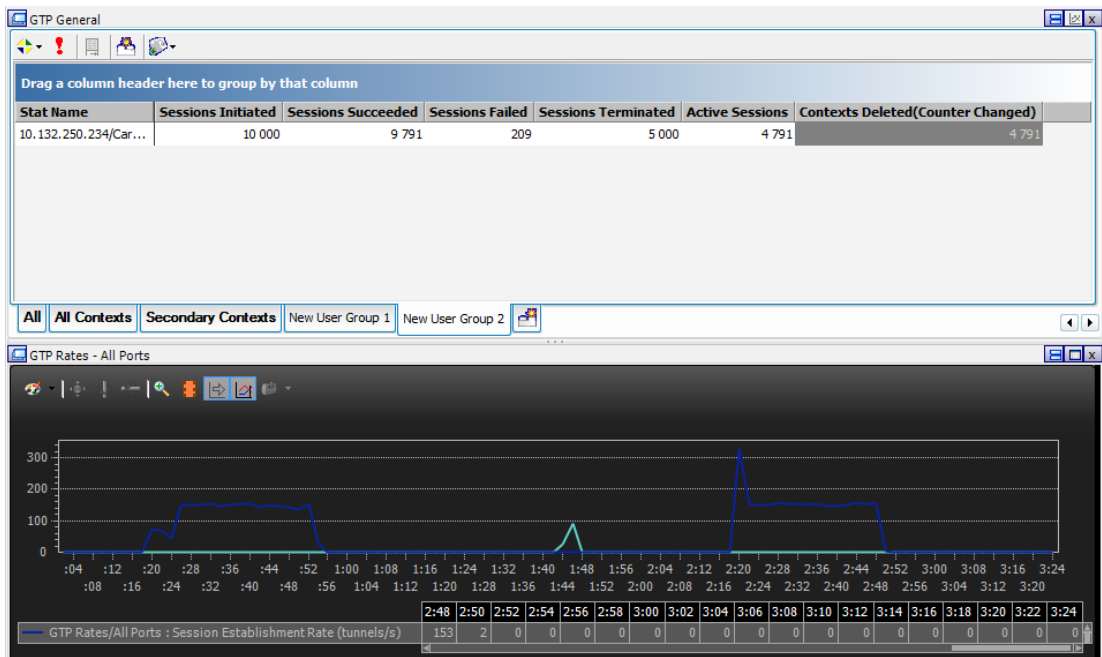 GTP General
Drag a column header here to group by that column
Stat Name Sessions Initiated Sessions Succeeded Sessions Failed Sessions Terminated Active Sessions Contexts Deleted(Counter Changed)
10.132.250.234/Car... 10 000 9 791 209 5 000 4 791 4 791
All All Contexts Secondary Contexts New User Group 1 New User Group 2
GTP Rates - All Ports
300
200
100
0
:04 :12 :20 :28 :36 :44 :52 1:00 1:08 1:16 1:24 1:32 1:40 1:48 1:56 2:04 2:12 2:20 2:28 2:36 2:44 2:52 3:00 3:08 3:16 3:24
:08 :16 :24 :32 :40 :48 :56 1:04 1:12 1:20 1:28 1:36 1:44 1:52 2:00 2:08 2:16 2:24 2:32 2:40 2:48 2:56 3:04 3:12 3:20
2:48 2:50 2:52 2:54 2:56 2:58 3:00 3:02 3:04 3:06 3:08 3:10 3:12 3:14 3:16 3:18 3:20 3:22 3:24
GTP Rates/All Ports : Session Establishment Rate (tunnels/s) 153 2 0 0 0 0 0 0 0 0 0 0 0 0 0 0 0 0 0